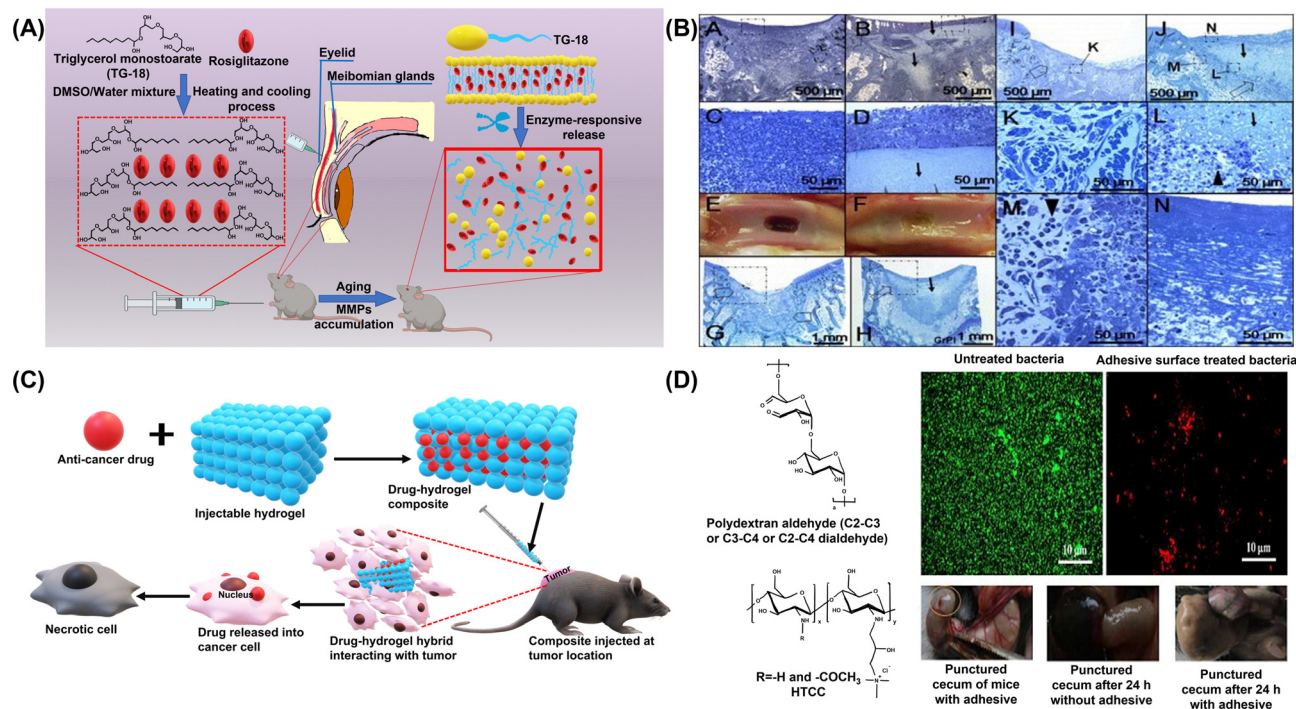 (A)
Triglycerol monostoarate
(TG-18)
Rosiglitazone
DMSO/Water mixture
Heating and cooling
process
Eyelid
Meibomian glands
TG-18
Enzyme-responsive
release
Aging
MMPs
accumulation
(B)
A
500 µm
B
500 µm
I
K
500 µm
J
N
M
L
500 µm
C
50 µm
D
50 µm
K
50 µm
L
50 µm
E
F
M
50 µm
N
50 µm
G
1 mm
H
GrPl
1 mm
(C)
Anti-cancer drug
+
Injectable hydrogel
Drug-hydrogel
composite
Tumor
Composite injected at
tumor location
Drug-hydrogel hybrid
interacting with tumor
Nucleus
Drug released into
cancer cell
Necrotic cell
(D)
Polydextran aldehyde (C2-C3
or C3-C4 or C2-C4 dialdehyde)
R=-H and -COCH3
HTCC
Untreated bacteria
Adhesive surface treated bacteria
10 µm
10 µm
Punctured
cecum of mice
with adhesive
Punctured
cecum after 24 h
without adhesive
Punctured
cecum after 24 h
with adhesive